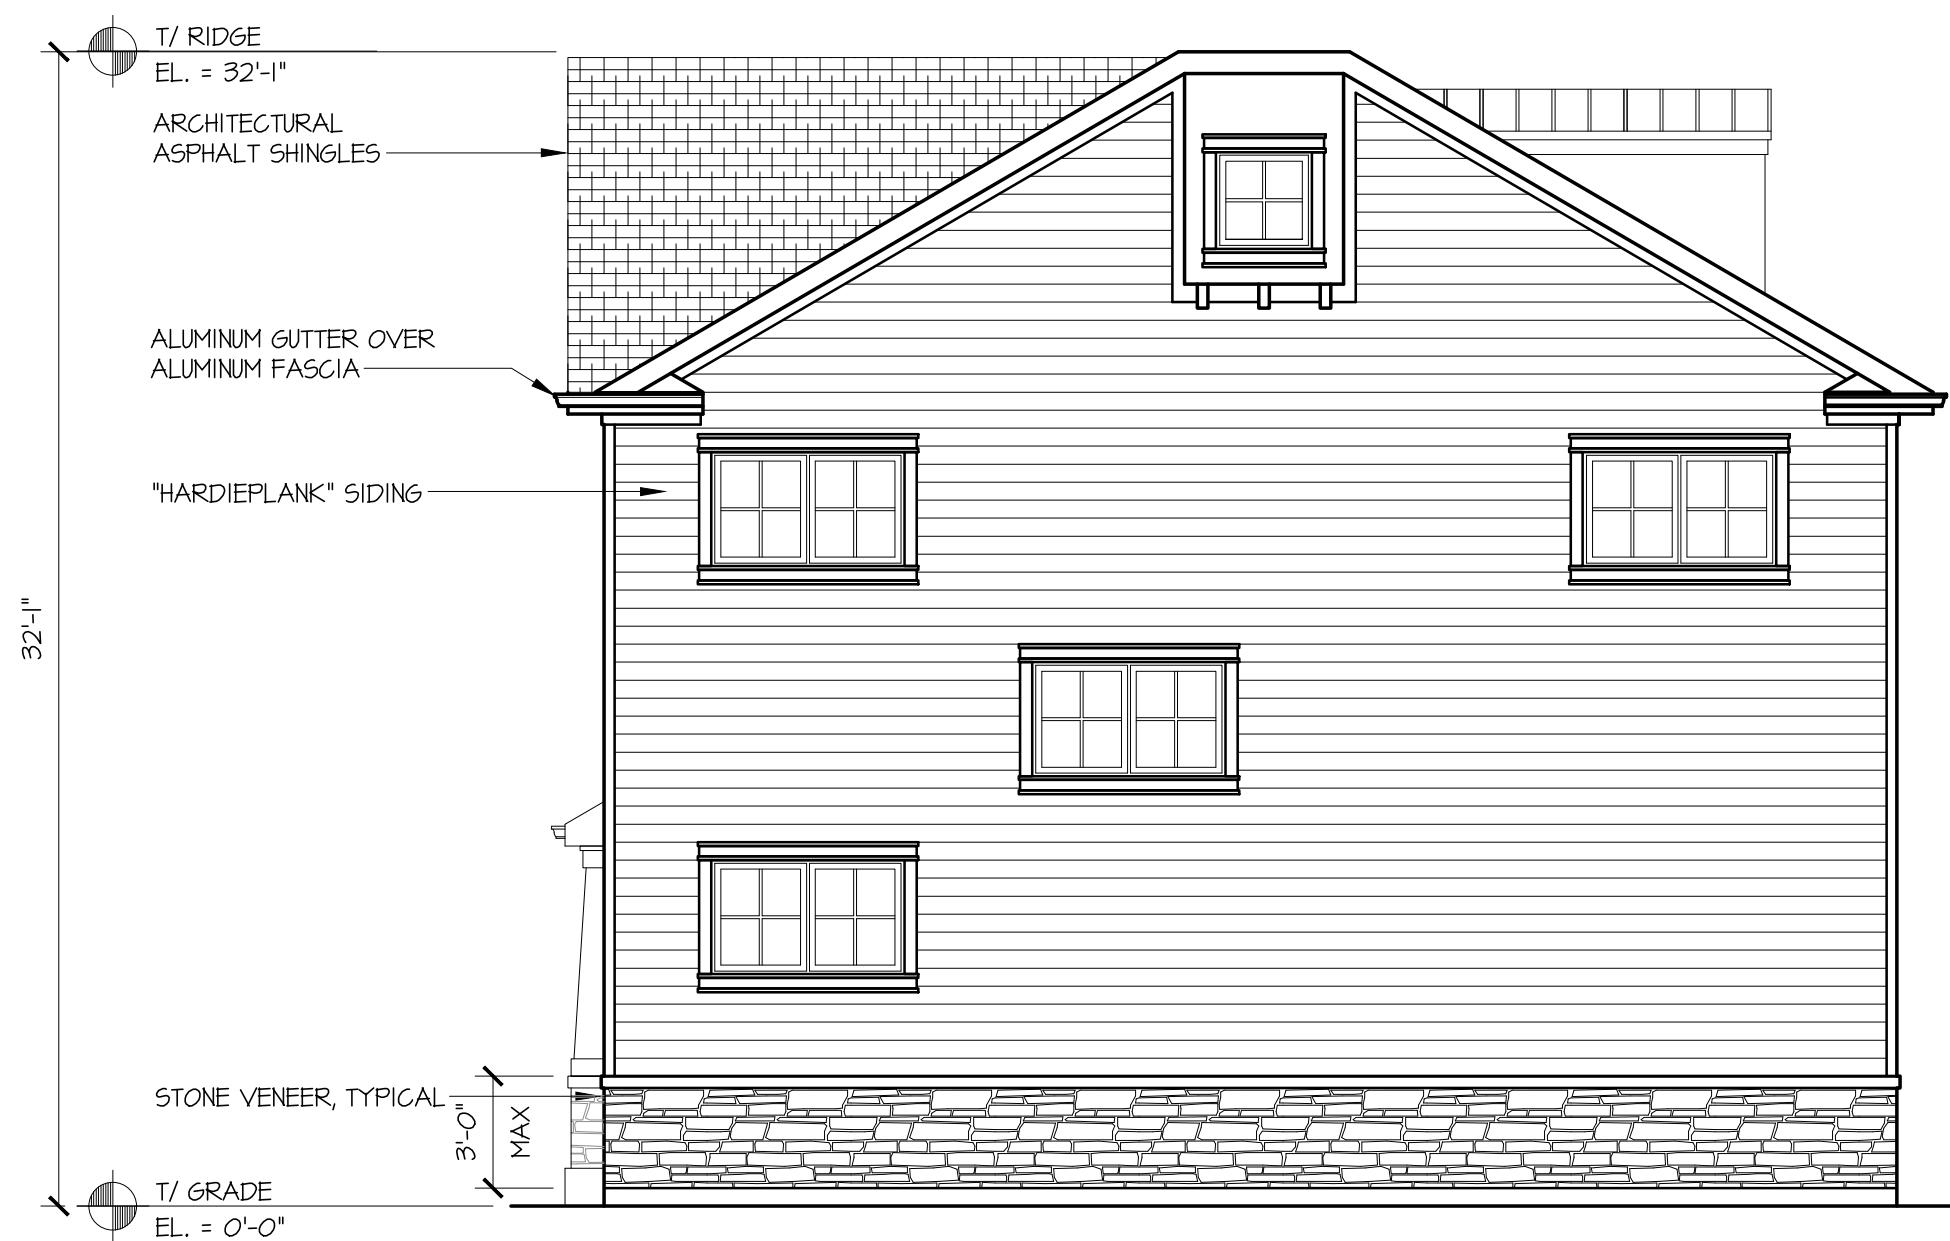 T/ RIDGE
EL. = 32'-1"
ARCHITECTURAL
ASPHALT SHINGLES
ALUMINUM GUTTER OVER
ALUMINUM FASCIA
"HARDIEPLANK" SIDING
32'-1"
STONE VENEER, TYPICAL
3'-0"
MAX
T/ GRADE
EL. = 0'-0"